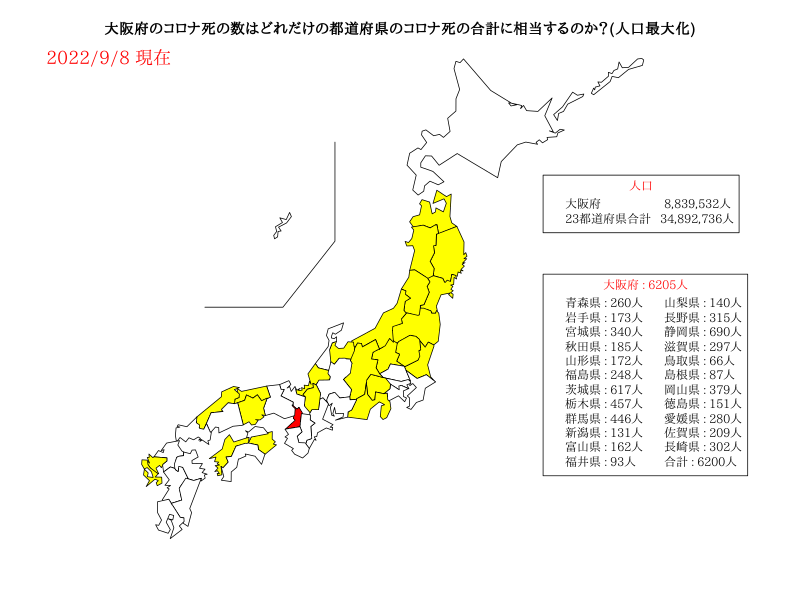 大阪府のコロナ死の数はどれだけの都道府県のコロナ死の合計に相当するのか?(人口最大化)
2022/9/8 現在
人口
大阪府 8,839,532人
23都道府県合計 34,892,736人
大阪府 : 6205人
青森県 : 260人 山梨県 : 140人
岩手県 : 173人 長野県 : 315人
宮城県 : 340人 静岡県 : 690人
秋田県 : 185人 滋賀県 : 297人
山形県 : 172人 鳥取県 : 66人
福島県 : 248人 島根県 : 87人
茨城県 : 617人 岡山県 : 379人
栃木県 : 457人 徳島県 : 151人
群馬県 : 446人 愛媛県 : 280人
新潟県 : 131人 佐賀県 : 209人
富山県 : 162人 長崎県 : 302人
福井県 : 93人 合計 : 6200人